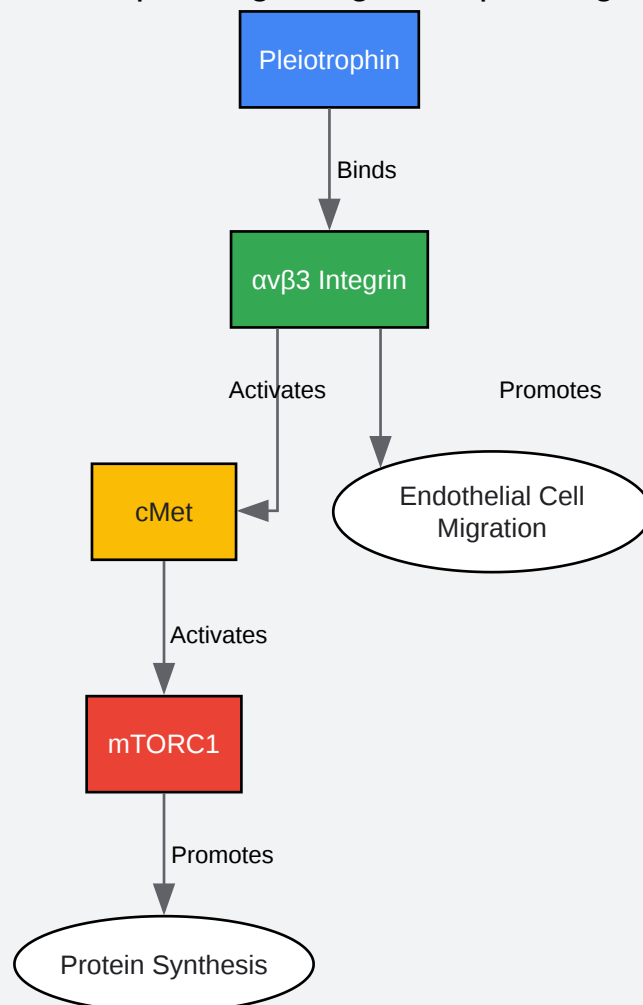 Pleiotrophin
Binds
αvβ3 Integrin
Activates
Promotes
cMet
Endothelial Cell
Migration
Activates
mTORC1
Promotes
Protein Synthesis